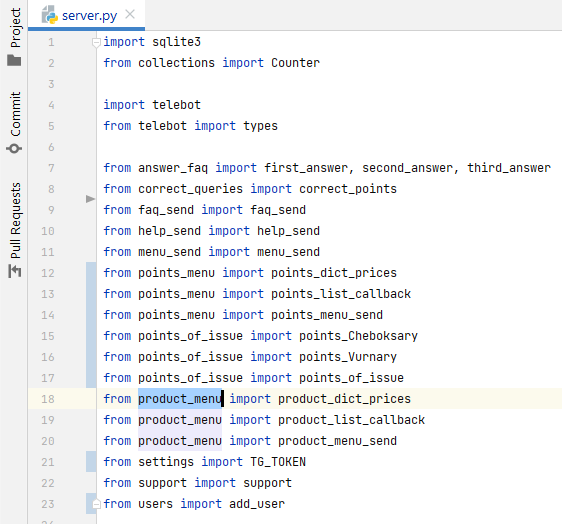 server.py
Project
Commit
Pull Requests
1 import sqlite3
2 from collections import Counter
3
4 import telebot
5 from telebot import types
6
7 from answer_faq import first_answer, second_answer, third_answer
8 from correct_queries import correct_points
9 from faq_send import faq_send
10 from help_send import help_send
11 from menu_send import menu_send
12 from points_menu import points_dict_prices
13 from points_menu import points_list_callback
14 from points_menu import points_menu_send
15 from points_of_issue import points_Cheboksary
16 from points_of_issue import points_Vurnary
17 from points_of_issue import points_of_issue
18 from product_menu import product_dict_prices
19 from product_menu import product_list_callback
20 from product_menu import product_menu_send
21 from settings import TG_TOKEN
22 from support import support
23 from users import add_user